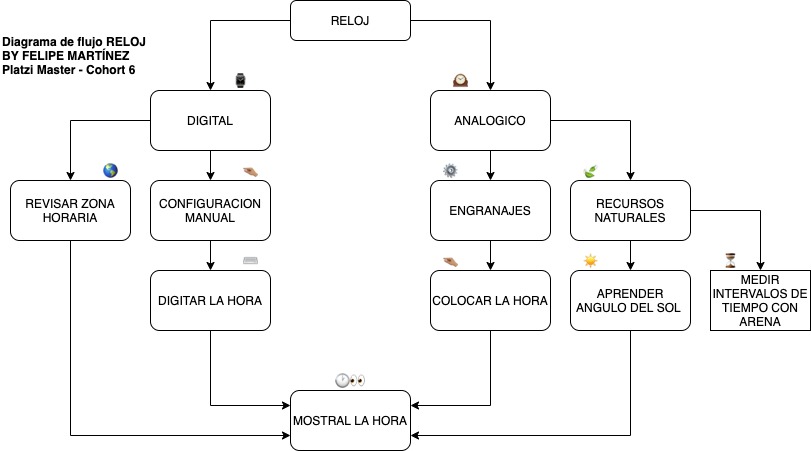 RELOJ
Diagrama de flujo RELOJ
BY FELIPE MARTÍNEZ
Platzi Master - Cohort 6
DIGITAL
ANALOGICO
REVISAR ZONA
HORARIA
CONFIGURACION
MANUAL
ENGRANAJES
RECURSOS
NATURALES
DIGITAR LA HORA
COLOCAR LA HORA
APRENDER
ANGULO DEL SOL
MEDIR
INTERVALOS DE
TIEMPO CON
ARENA
MOSTRAL LA HORA